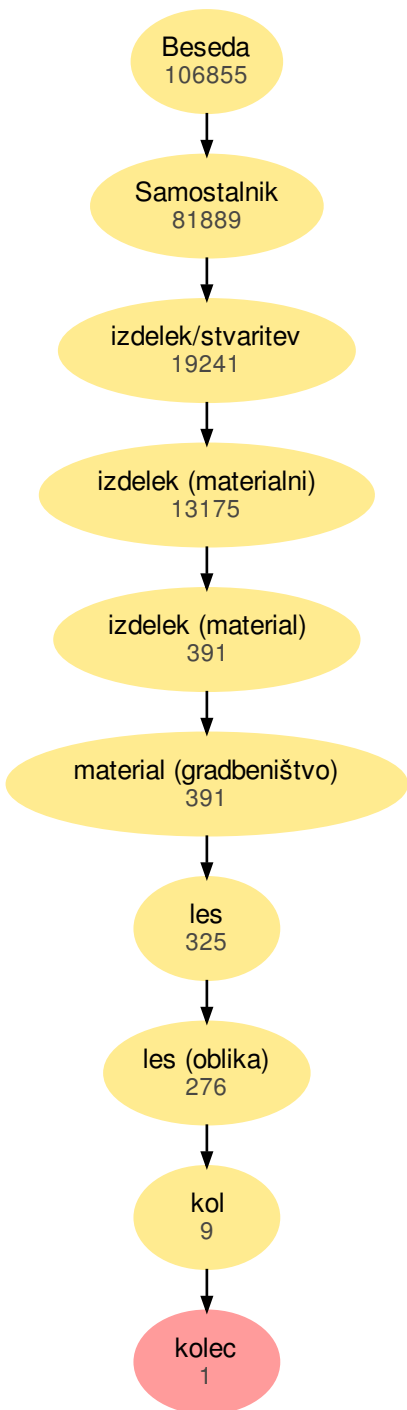 Beseda
106855
Samostalnik
81889
izdelek/stvaritev
19241
izdelek (materialni)
13175
izdelek (material)
391
material (gradbeništvo)
391
les
325
les (oblika)
276
kol
9
kolec
1